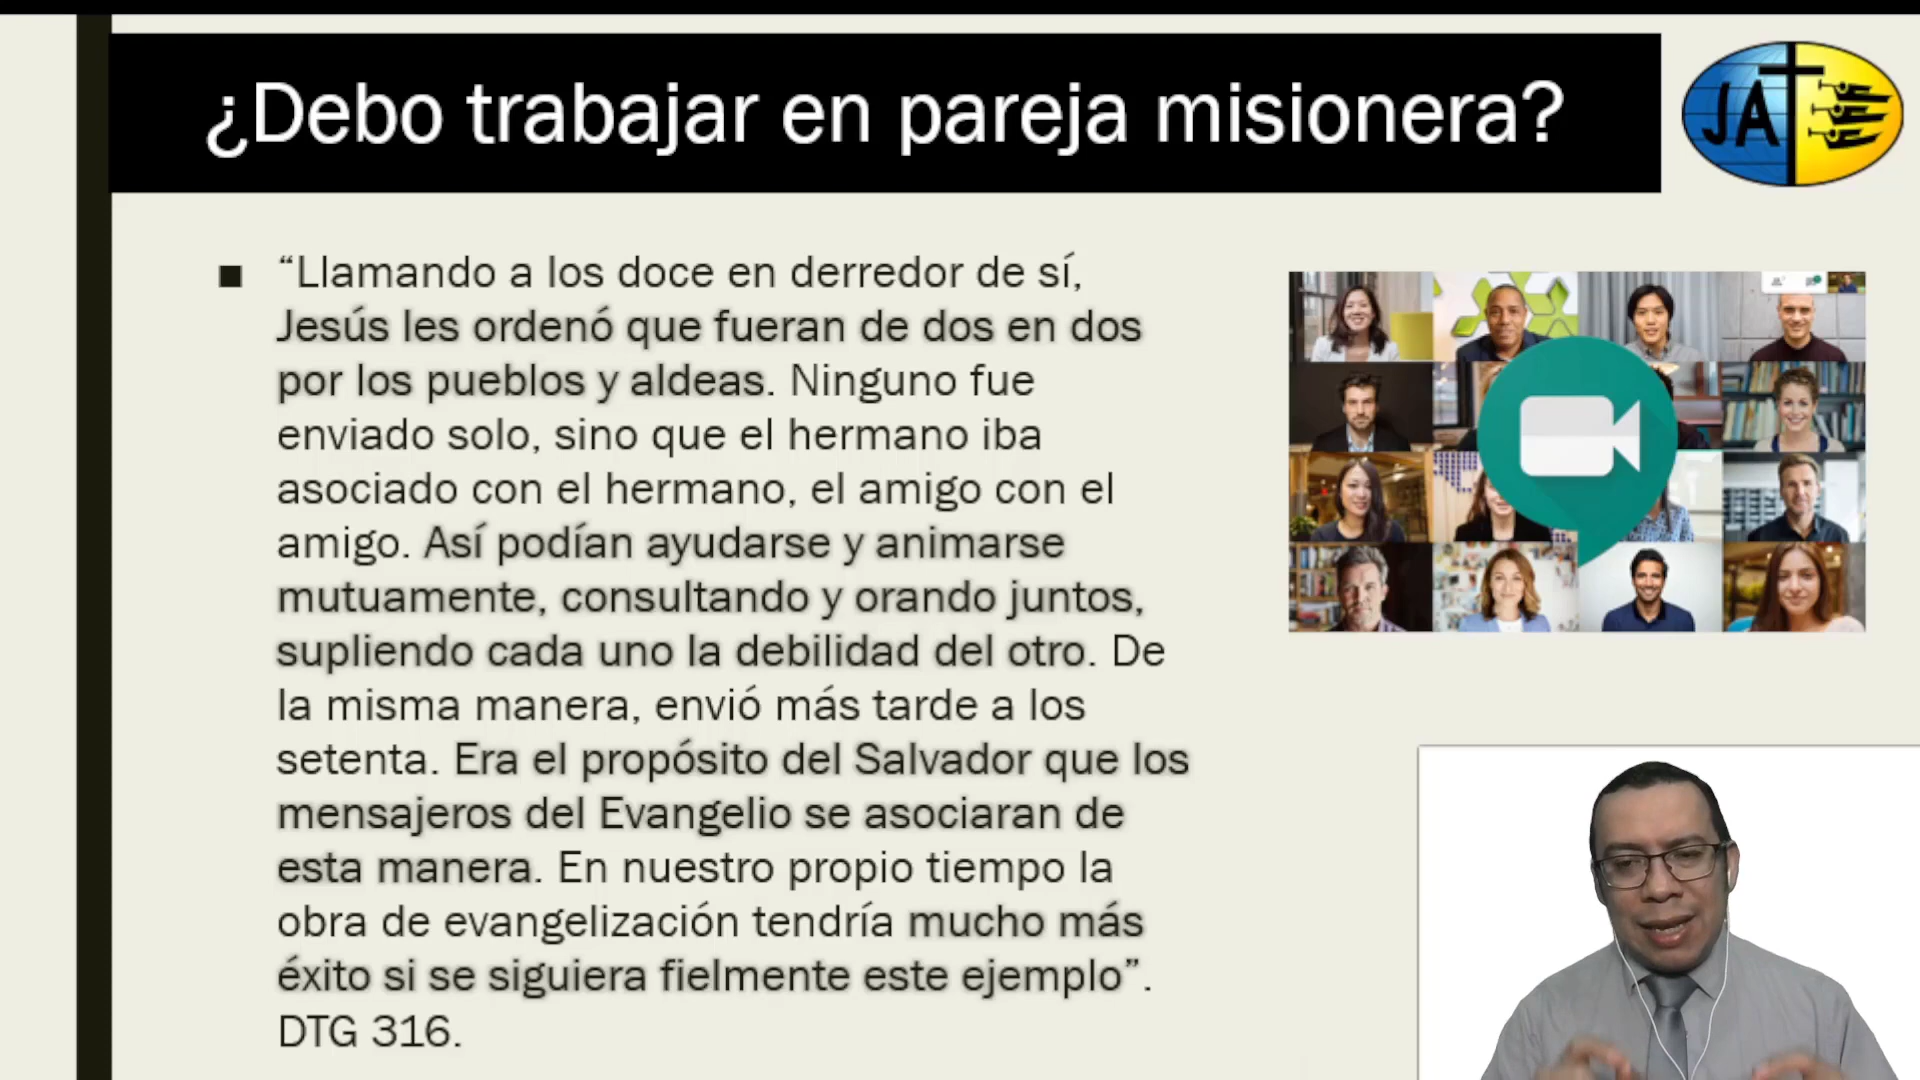 ¿Debo trabajar en pareja misionera?
JA
“Llamando a los doce en derredor de sí,
Jesús les ordenó que fueran de dos en dos
por los pueblos y aldeas. Ninguno fue
enviado solo, sino que el hermano iba
asociado con el hermano, el amigo con el
amigo. Así podían ayudarse y animarse
mutuamente, consultando y orando juntos,
supliendo cada uno la debilidad del otro. De
la misma manera, envió más tarde a los
setenta. Era el propósito del Salvador que los
mensajeros del Evangelio se asociaran de
esta manera. En nuestro propio tiempo la
obra de evangelización tendría mucho más
éxito si se siguiera fielmente este ejemplo”.
DTG 316.